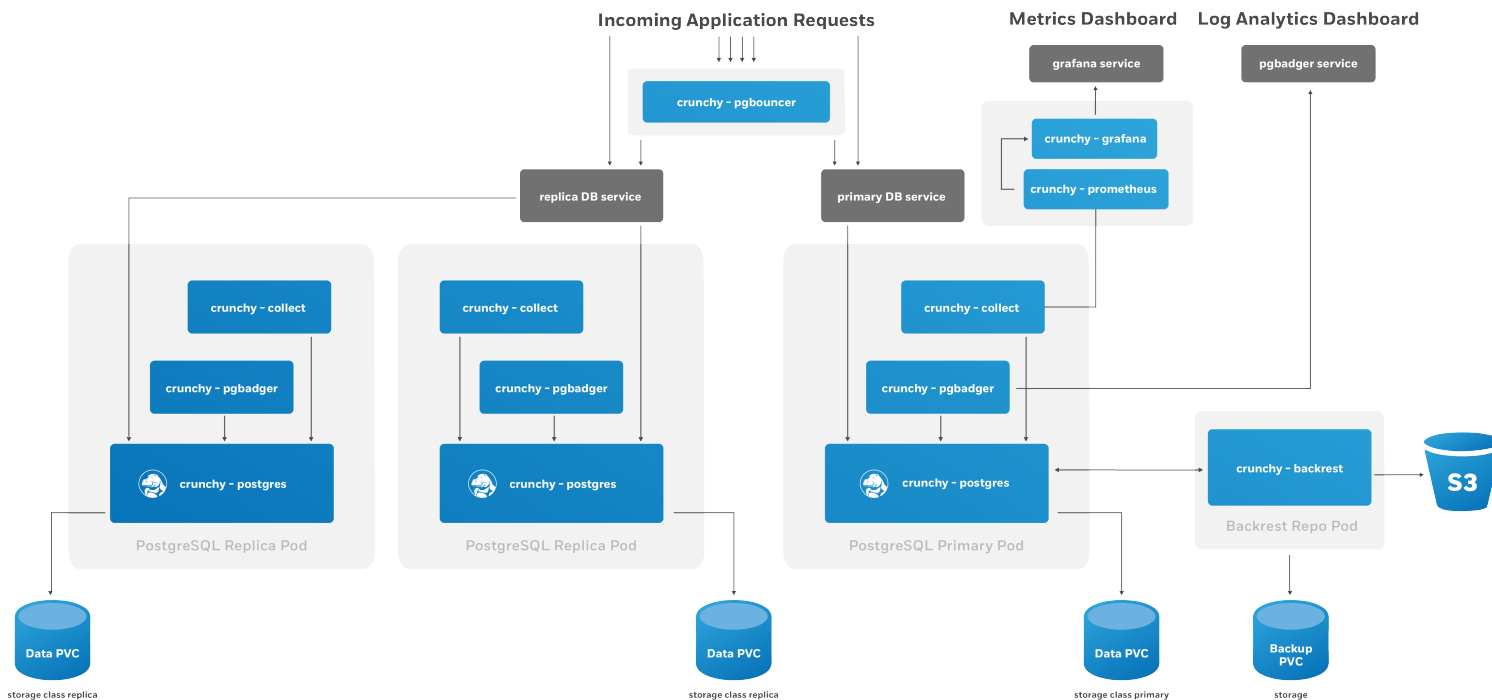 Incoming Application Requests
Metrics Dashboard
Log Analytics Dashboard
grafana service
pgbadger service
crunchy - pgbouncer
crunchy - grafana
crunchy - prometheus
replica DB service
primary DB service
crunchy - collect
crunchy - collect
crunchy - collect
crunchy - pgbadger
crunchy - pgbadger
crunchy - pgbadger
crunchy - postgres
crunchy - postgres
crunchy - postgres
crunchy - backrest
S3
PostgreSQL Replica Pod
PostgreSQL Replica Pod
PostgreSQL Primary Pod
Backrest Repo Pod
Data PVC
Data PVC
Data PVC
Backup
PVC
storage class replica
storage class replica
storage class primary
storage